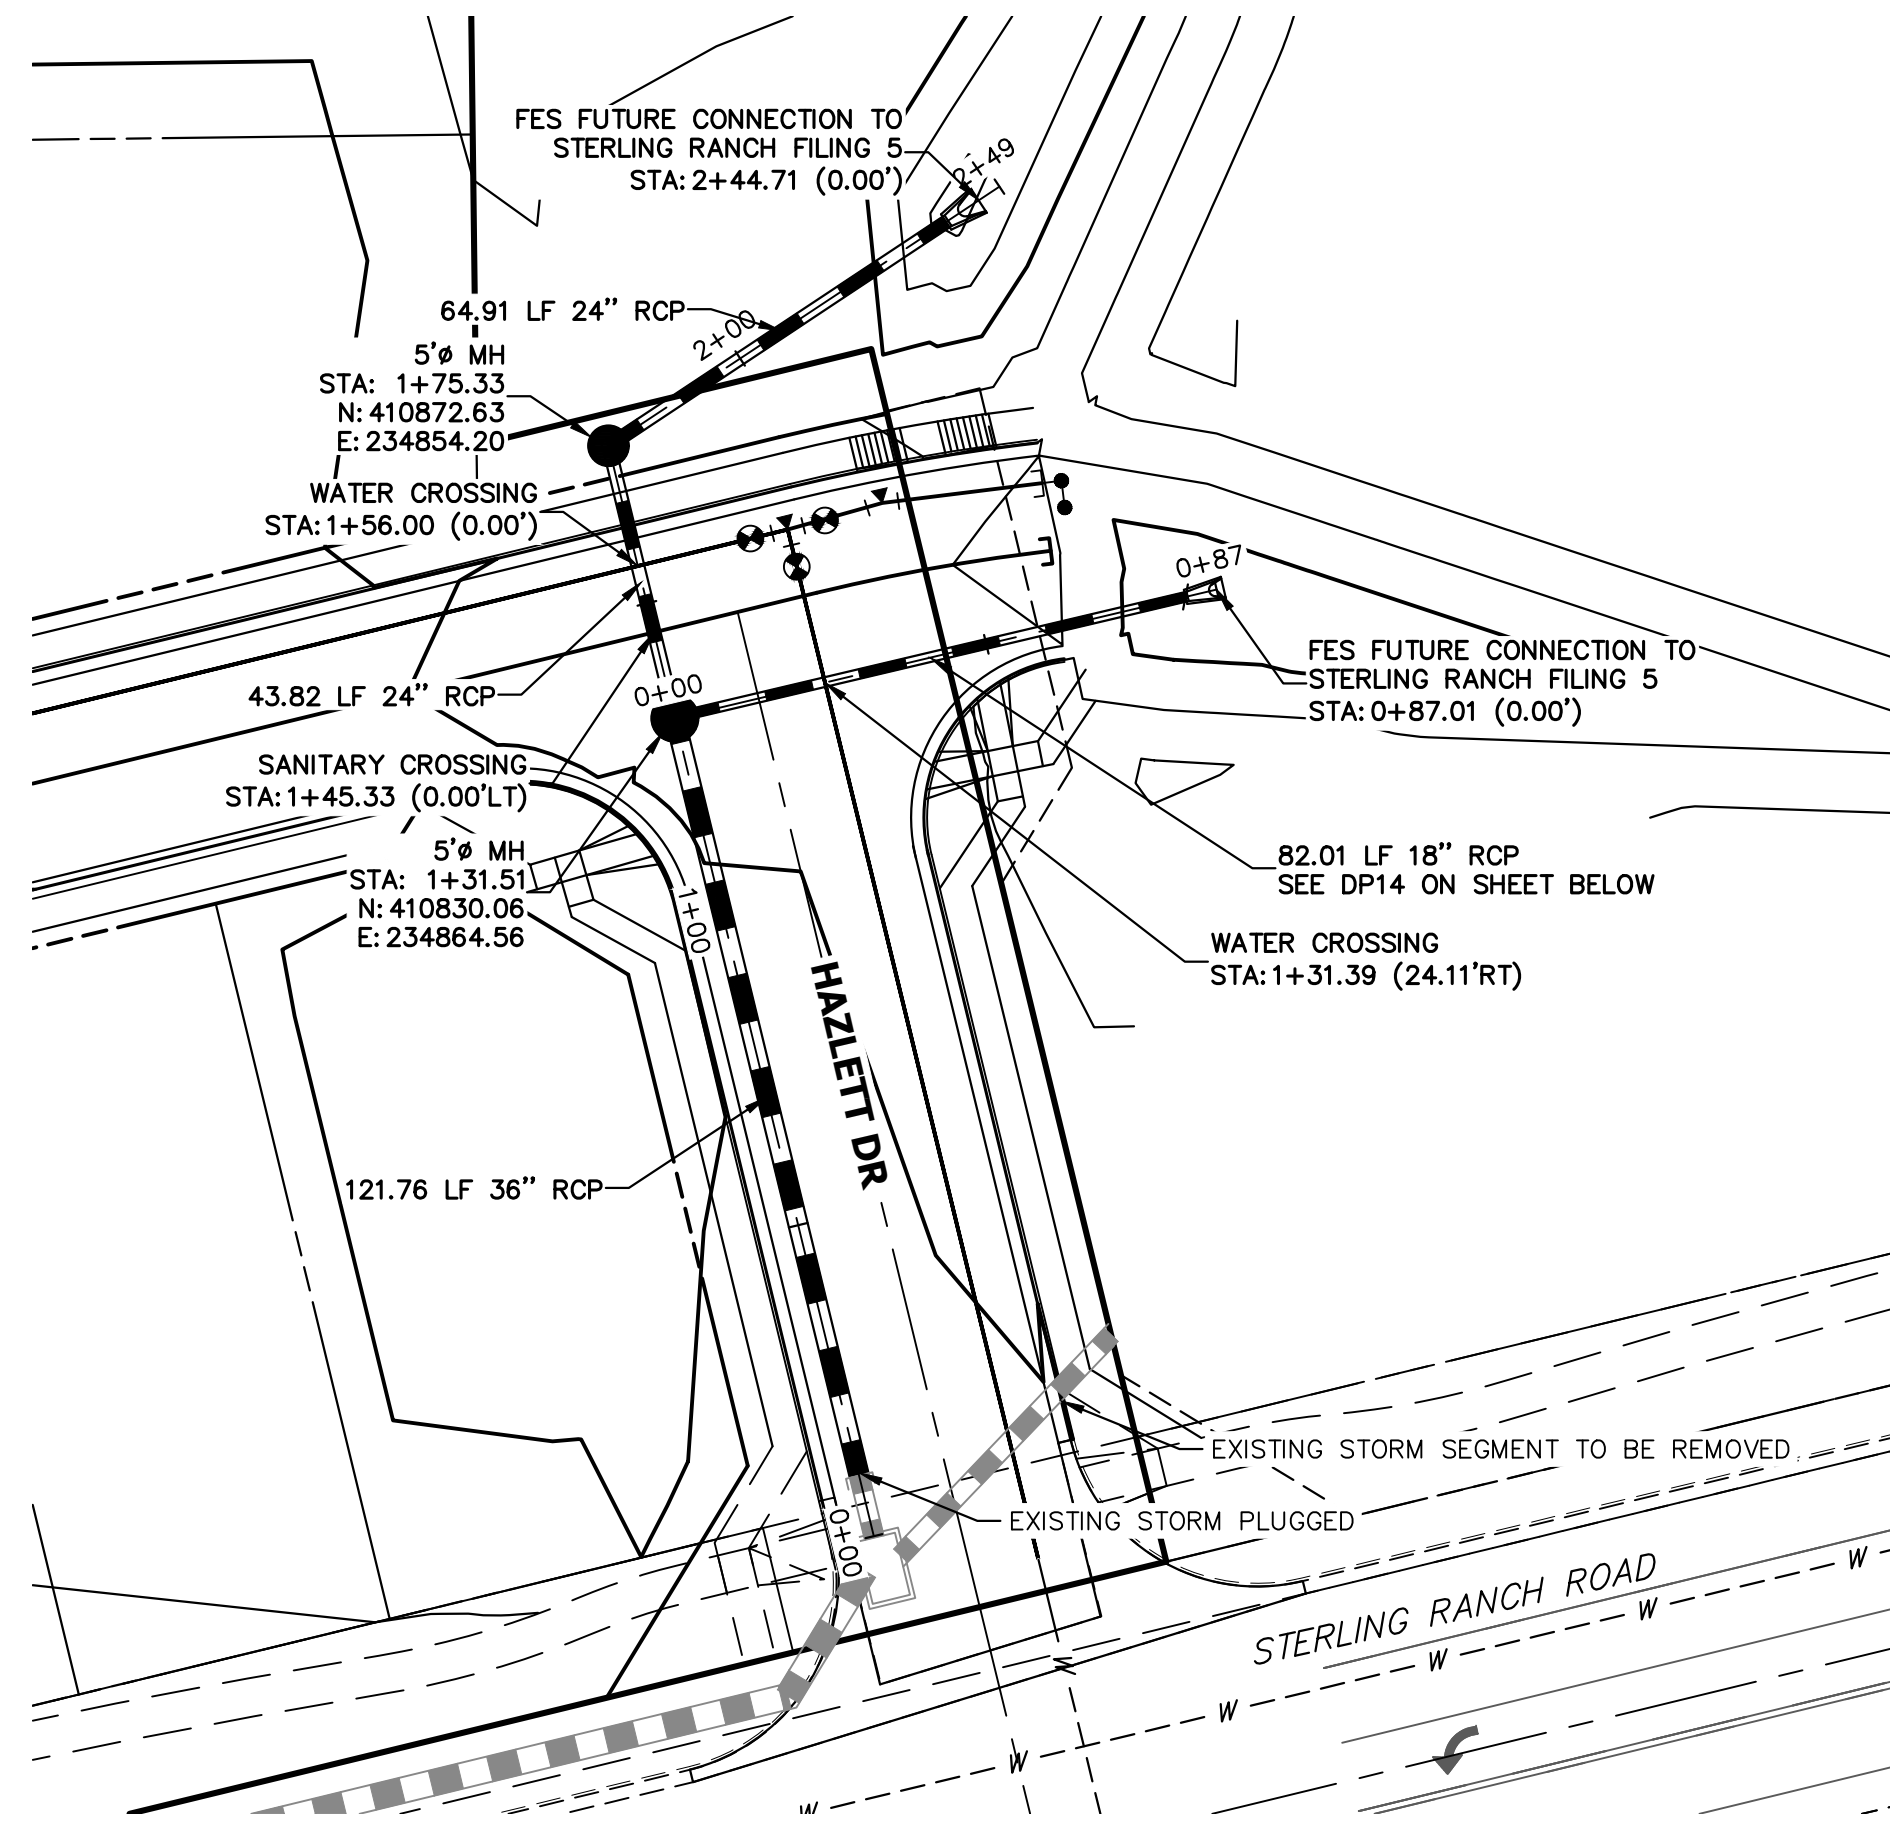 FES FUTURE CONNECTION TO
STERLING RANCH FILING 5
STA: 2+44.71 (0.00')
2+49
64.91 LF 24" RCP
2+00
5'ø MH
STA: 1+75.33
N: 410872.63
E: 234854.20
WATER CROSSING
STA: 1+56.00 (0.00')
0+87
FES FUTURE CONNECTION TO
STERLING RANCH FILING 5
STA: 0+87.01 (0.00')
43.82 LF 24" RCP
0+00
SANITARY CROSSING
STA: 1+45.33 (0.00'LT)
5'ø MH
STA: 1+31.51
N: 410830.06
E: 234864.56
1+00
82.01 LF 18" RCP
SEE DP14 ON SHEET BELOW
WATER CROSSING
STA: 1+31.39 (24.11'RT)
HAZLETT DR
121.76 LF 36" RCP
EXISTING STORM SEGMENT TO BE REMOVED
EXISTING STORM PLUGGED
0+00
STERLING RANCH ROAD
W
W
W
W
W
W
W